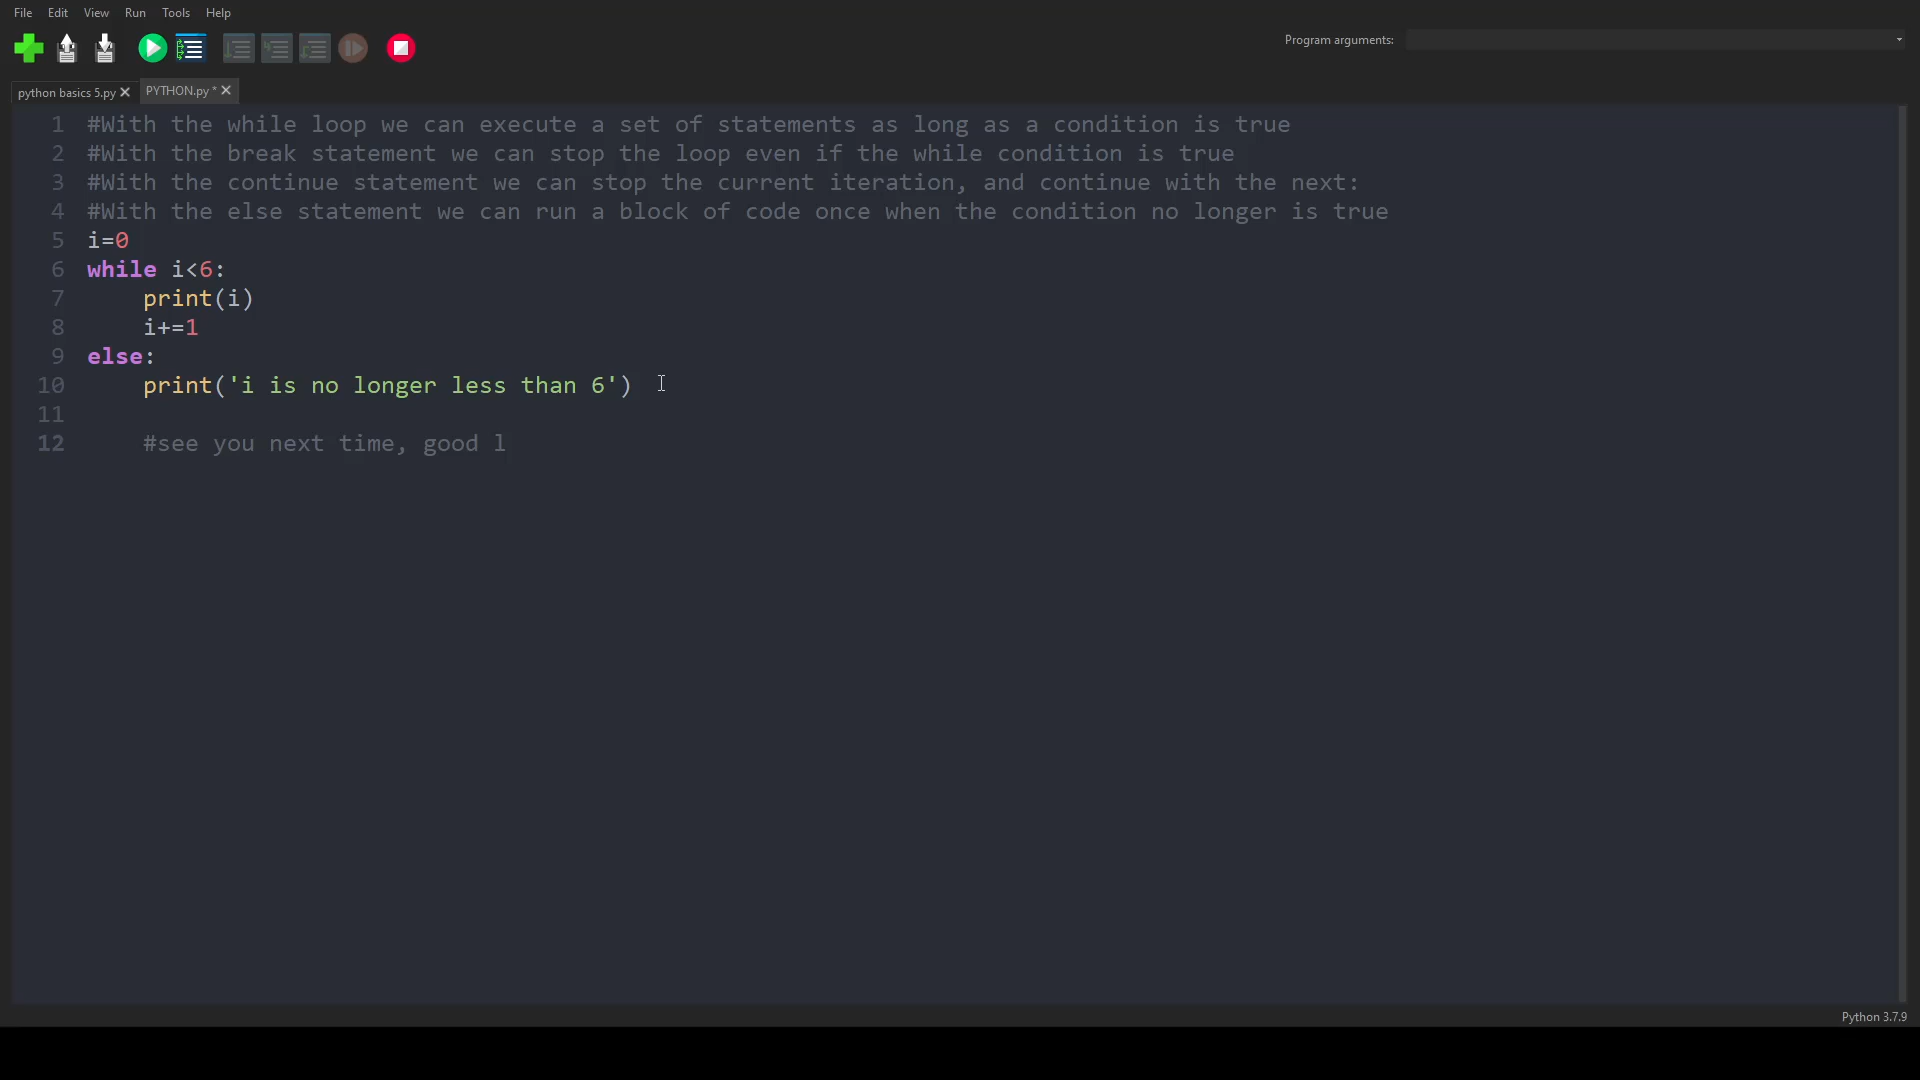 File Edit View Run Tools Help
Program arguments:
python basics 5.py PYTHON.py *
1 #With the while loop we can execute a set of statements as long as a condition is true
2 #With the break statement we can stop the loop even if the while condition is true
3 #With the continue statement we can stop the current iteration, and continue with the next:
4 #With the else statement we can run a block of code once when the condition no longer is true
5 i=0
6 while i<6:
7     print(i)
8     i+=1
9 else:
10     print('i is no longer less than 6')
11
12     #see you next time, good l
Python 3.7.9